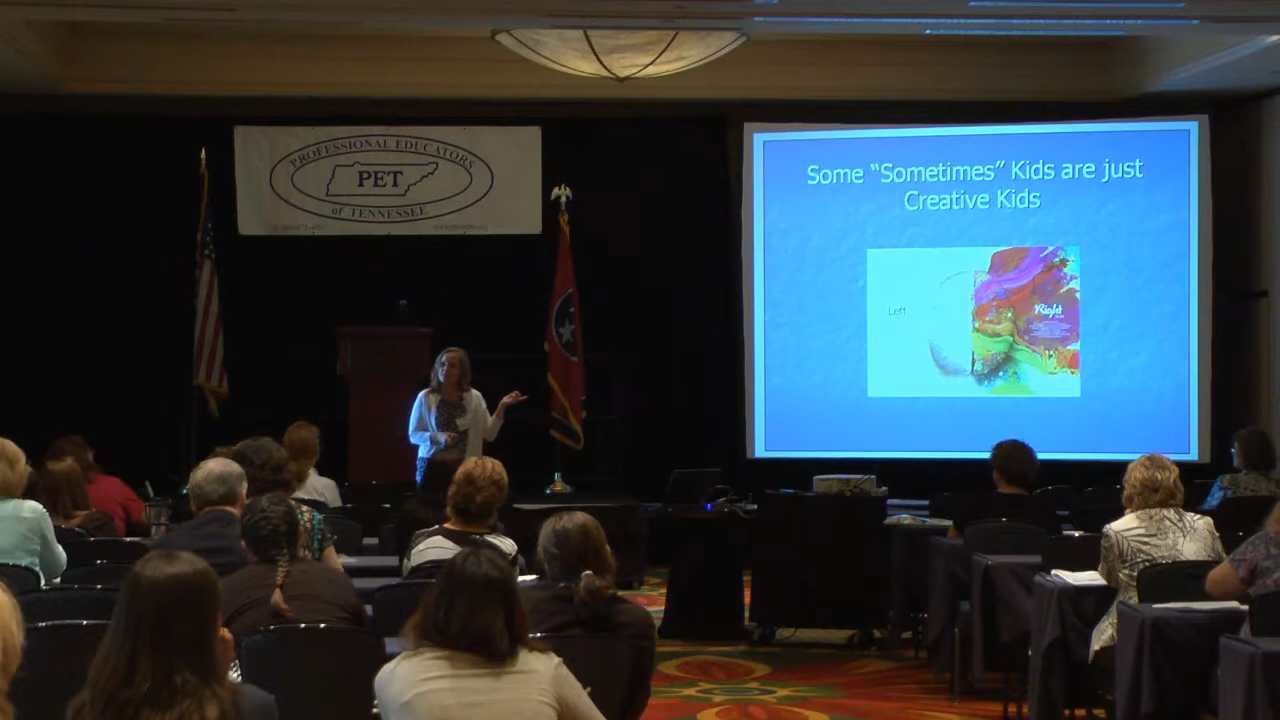 PROFESSIONAL EDUCATORS
PET
of TENNESSEE
Some “Sometimes” Kids are just
Creative Kids
Left
Right